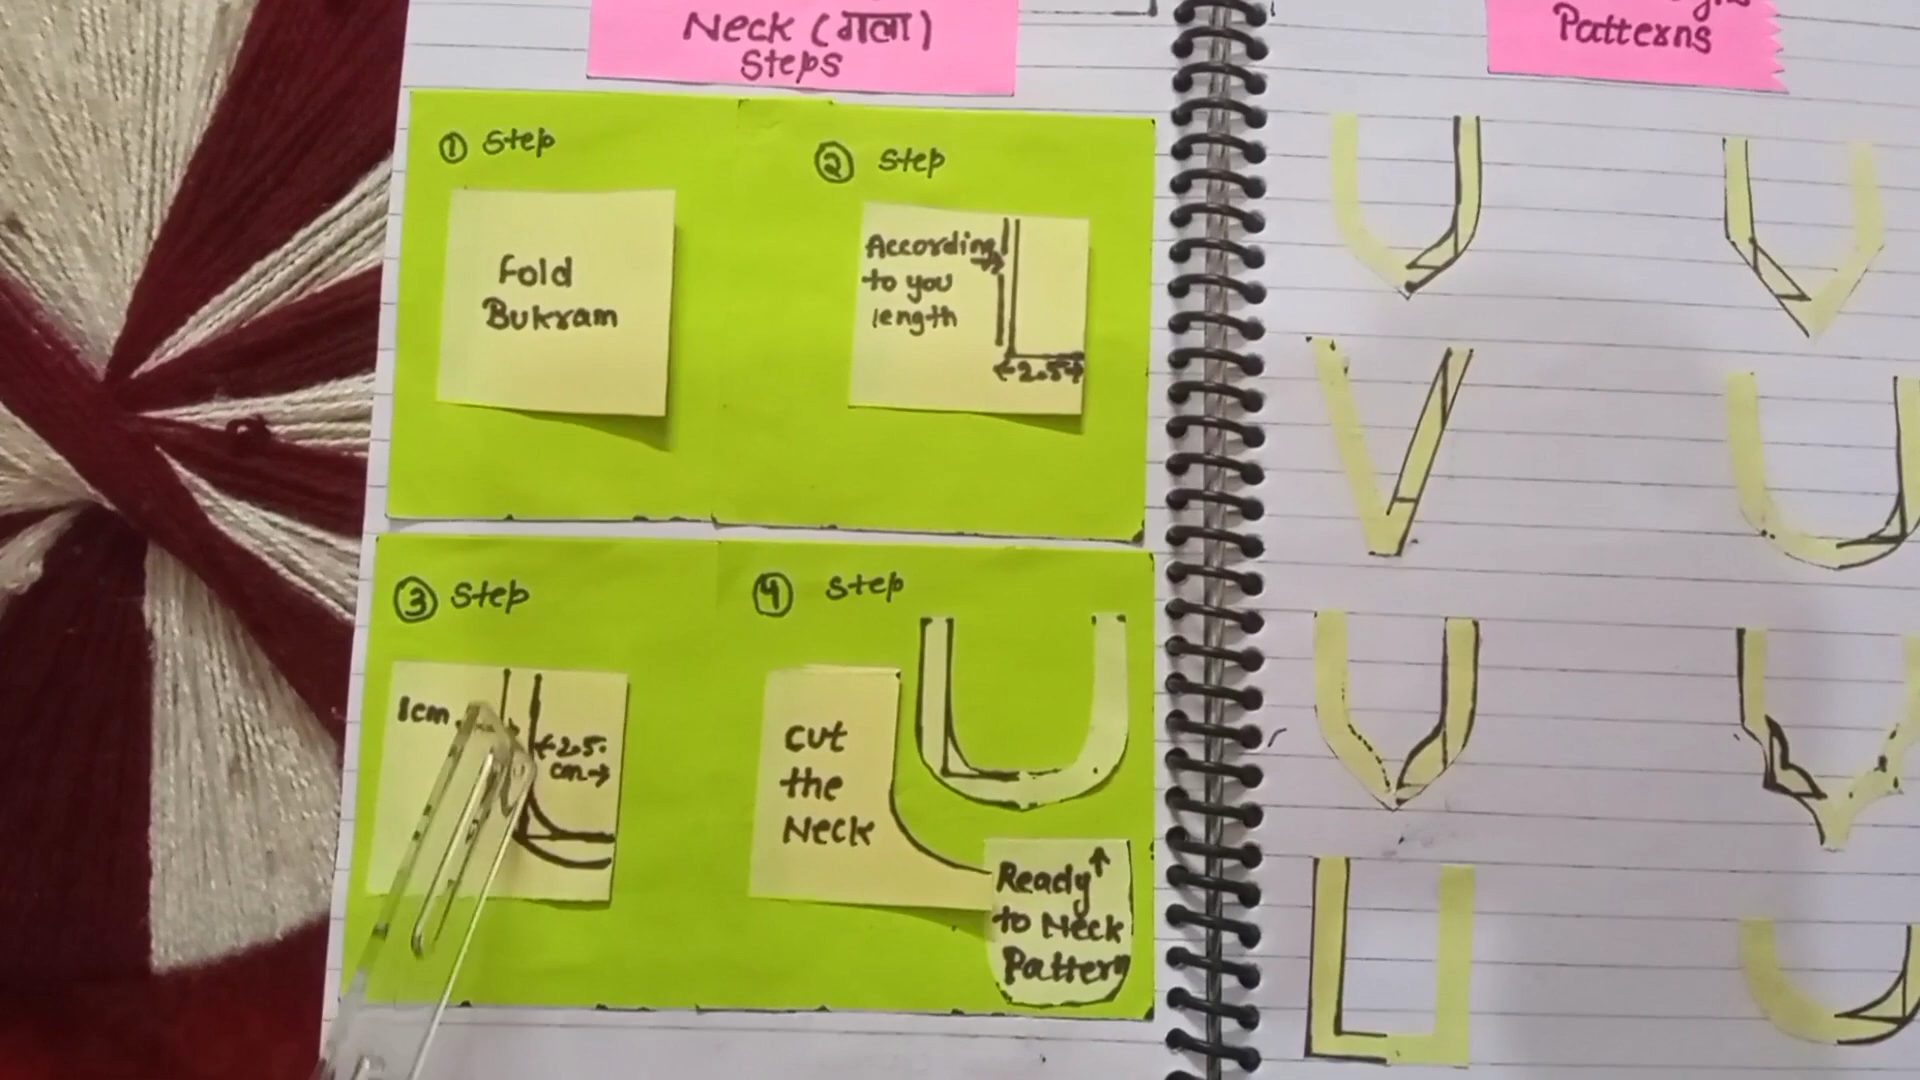 Neck (गला)
Steps
① Step
Fold
Bukram
② Step
According
to you
length
2.5
③ Step
1cm.
2.5.
cm
④ Step
Cut
the
Neck
Ready
to Neck
Pattern
Patterns